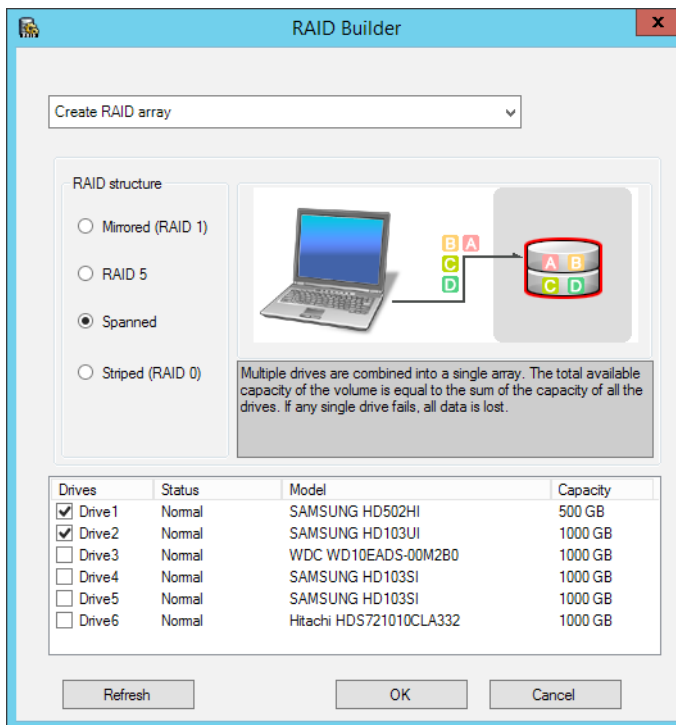 RAID Builder
x
Create RAID array
RAID structure
Mirrored (RAID 1)
RAID 5
Spanned
Striped (RAID 0)
B A
C
D
A B
C D
Multiple drives are combined into a single array. The total available
capacity of the volume is equal to the sum of the capacity of all the
drives. If any single drive fails, all data is lost.
Drives Status Model Capacity
Drive1 Normal SAMSUNG HD502HI 500 GB
Drive2 Normal SAMSUNG HD103UI 1000 GB
Drive3 Normal WDC WD10EADS-00M2B0 1000 GB
Drive4 Normal SAMSUNG HD103SI 1000 GB
Drive5 Normal SAMSUNG HD103SI 1000 GB
Drive6 Normal Hitachi HDS721010CLA332 1000 GB
Refresh OK Cancel